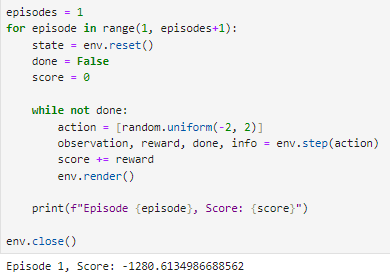 episodes = 1
for episode in range(1, episodes+1):
    state = env.reset()
    done = False
    score = 0

    while not done:
        action = [random.uniform(-2, 2)]
        observation, reward, done, info = env.step(action)
        score += reward
        env.render()

    print(f"Episode {episode}, Score: {score}")

env.close()
Episode 1, Score: -1280.6134986688562